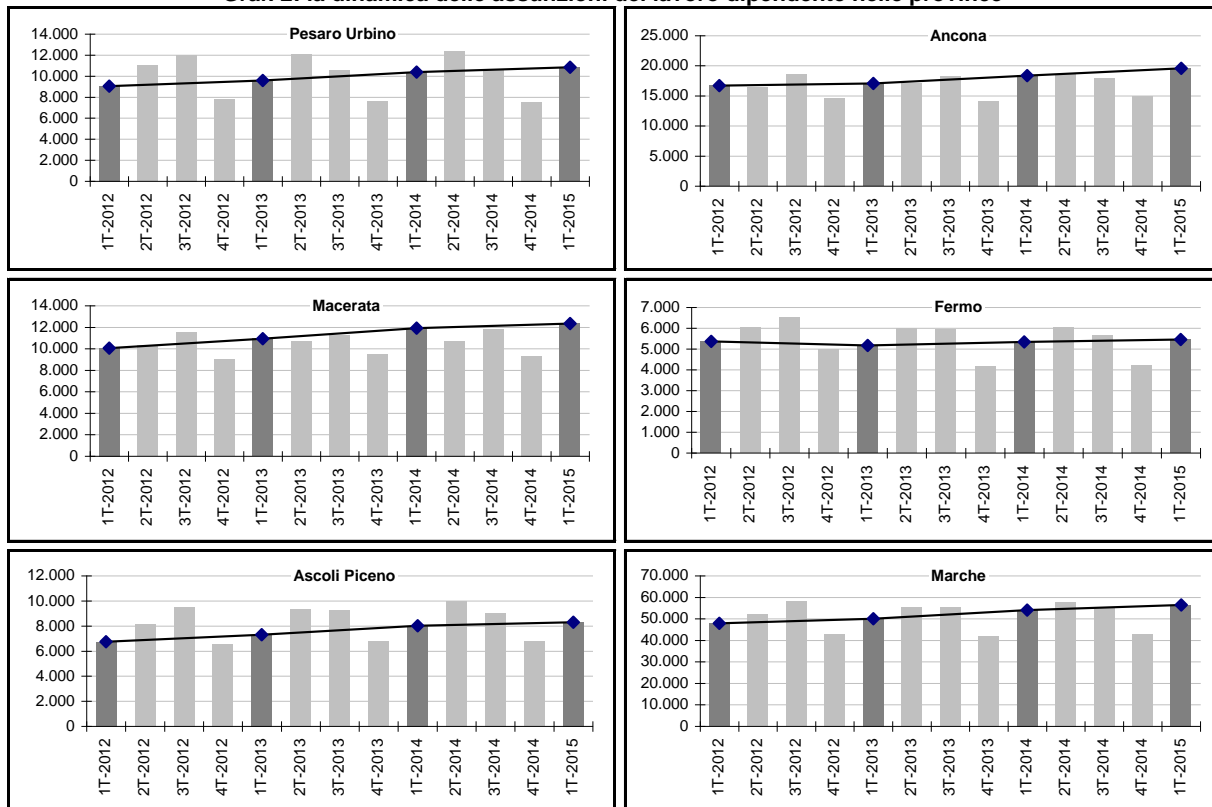 Graf. 2: la dinamica delle assunzioni del lavoro dipendente nelle province
Pesaro Urbino
14.000
12.000
10.000
8.000
6.000
4.000
2.000
0
1T-2012
2T-2012
3T-2012
4T-2012
1T-2013
2T-2013
3T-2013
4T-2013
1T-2014
2T-2014
3T-2014
4T-2014
1T-2015
Ancona
25.000
20.000
15.000
10.000
5.000
0
1T-2012
2T-2012
3T-2012
4T-2012
1T-2013
2T-2013
3T-2013
4T-2013
1T-2014
2T-2014
3T-2014
4T-2014
1T-2015
Macerata
14.000
12.000
10.000
8.000
6.000
4.000
2.000
0
1T-2012
2T-2012
3T-2012
4T-2012
1T-2013
2T-2013
3T-2013
4T-2013
1T-2014
2T-2014
3T-2014
4T-2014
1T-2015
Fermo
7.000
6.000
5.000
4.000
3.000
2.000
1.000
0
1T-2012
2T-2012
3T-2012
4T-2012
1T-2013
2T-2013
3T-2013
4T-2013
1T-2014
2T-2014
3T-2014
4T-2014
1T-2015
Ascoli Piceno
12.000
10.000
8.000
6.000
4.000
2.000
0
1T-2012
2T-2012
3T-2012
4T-2012
1T-2013
2T-2013
3T-2013
4T-2013
1T-2014
2T-2014
3T-2014
4T-2014
1T-2015
Marche
70.000
60.000
50.000
40.000
30.000
20.000
10.000
0
1T-2012
2T-2012
3T-2012
4T-2012
1T-2013
2T-2013
3T-2013
4T-2013
1T-2014
2T-2014
3T-2014
4T-2014
1T-2015